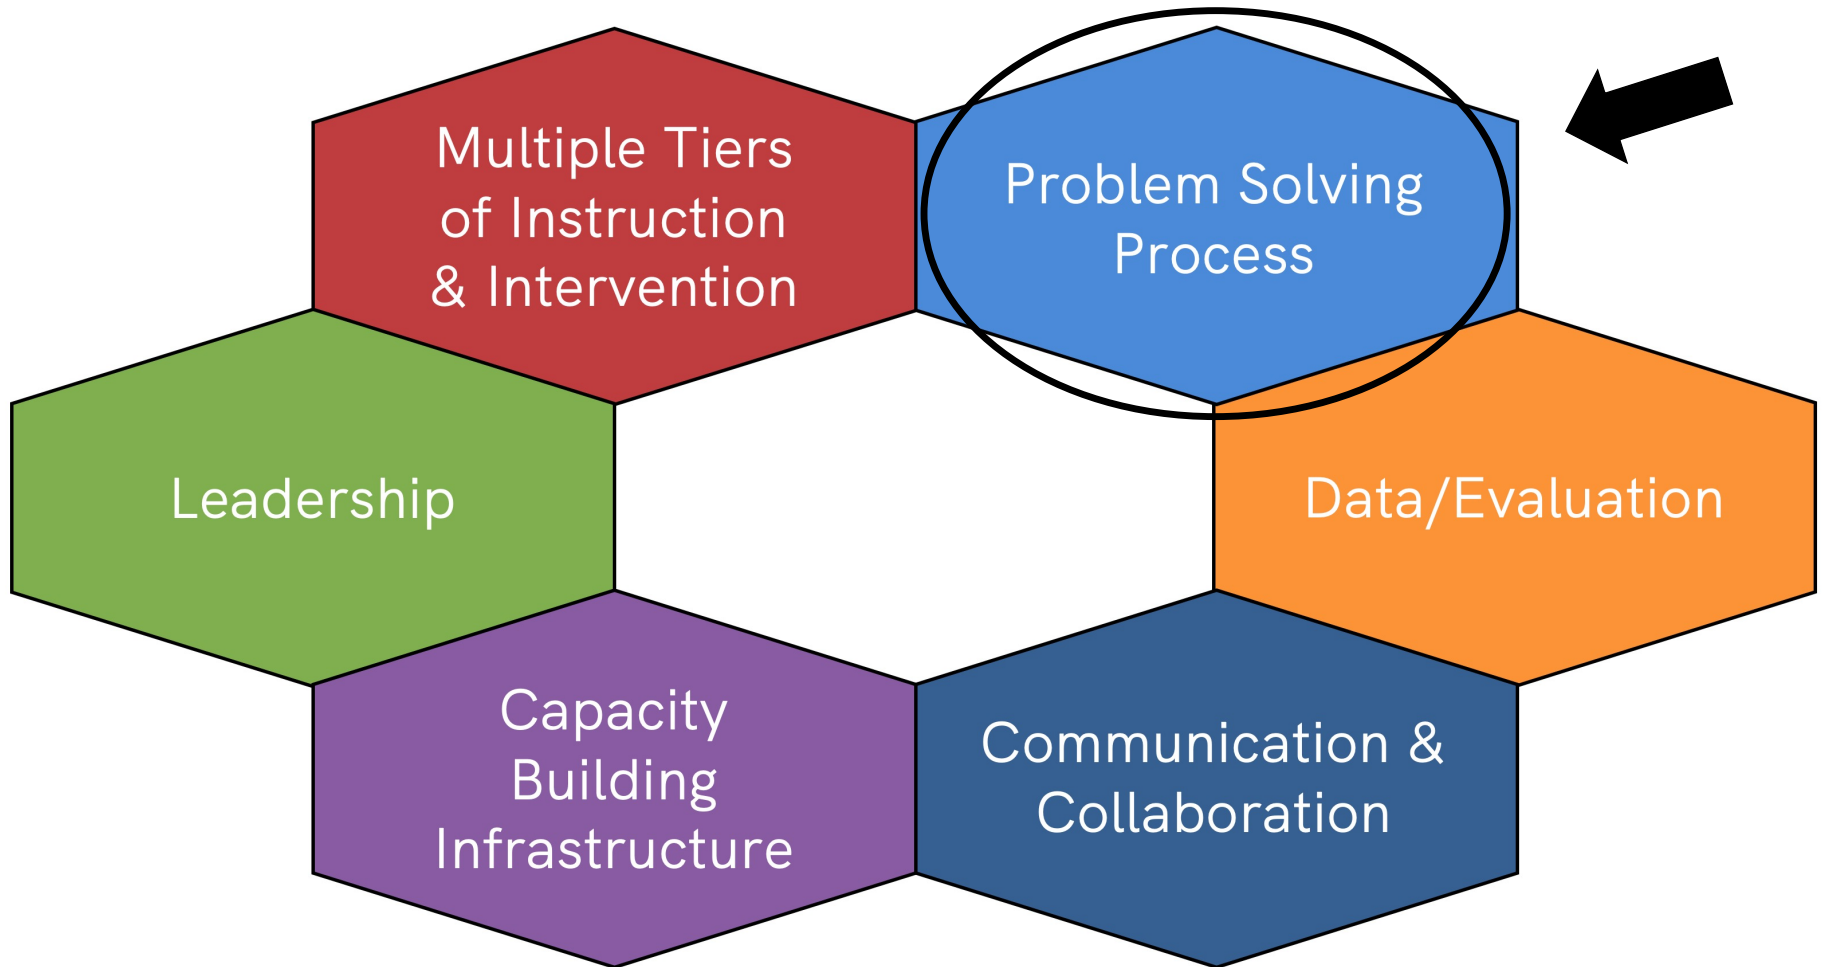 Multiple Tiers
of Instruction
& Intervention
Problem Solving
Process
Leadership
Data/Evaluation
Capacity
Building
Infrastructure
Communication &
Collaboration